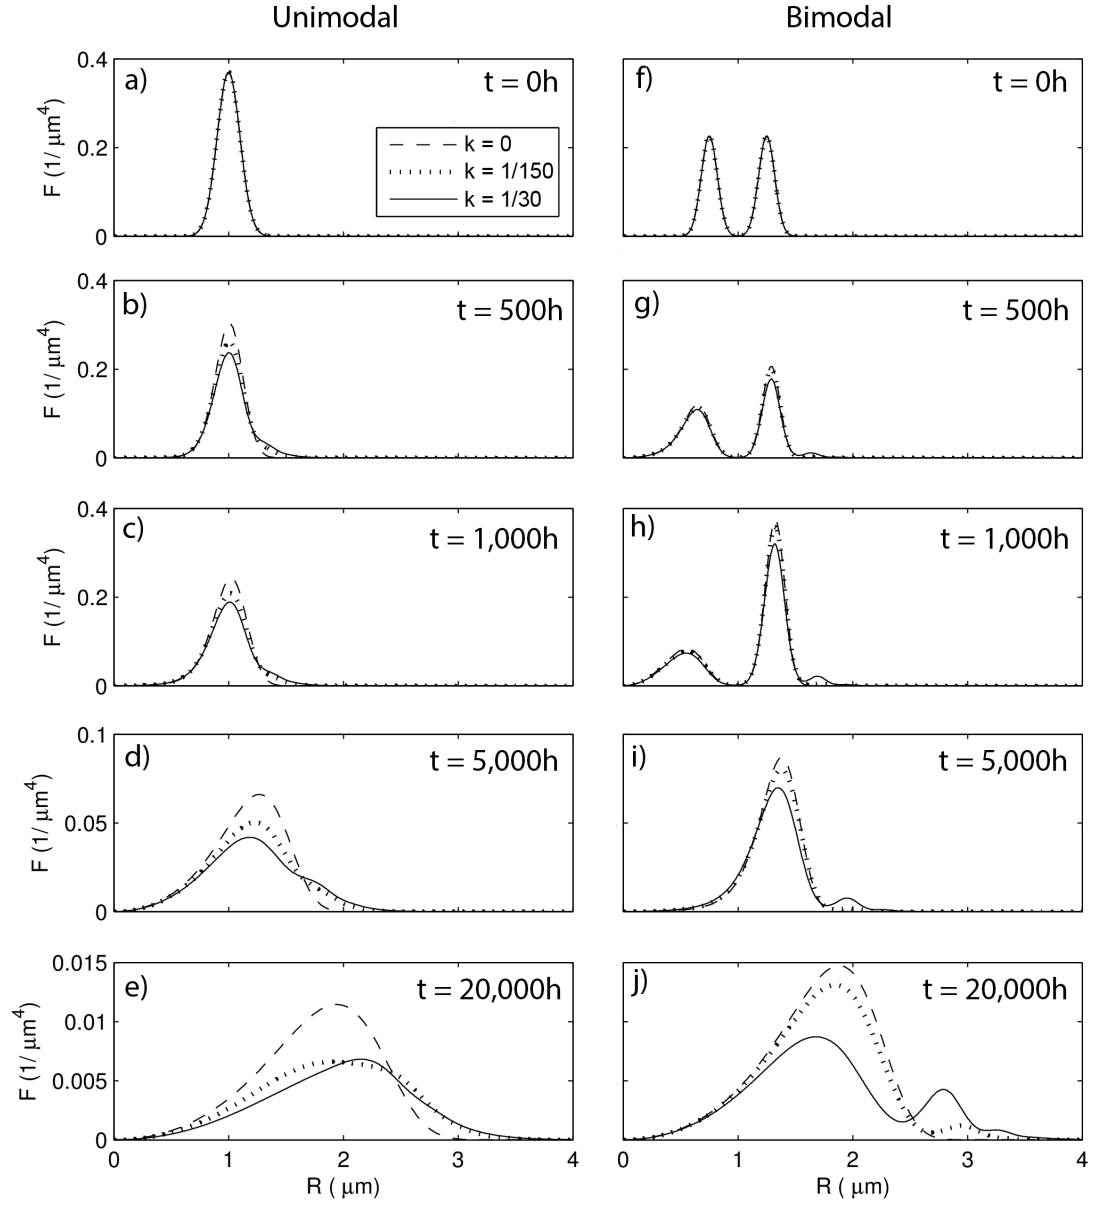 Unimodal
Bimodal
a)
t = 0h
0.4
0.2
0
F (1/ μm⁴)
k = 0
k = 1/150
k = 1/30
f)
t = 0h
b)
t = 500h
0.4
0.2
0
F (1/ μm⁴)
g)
t = 500h
c)
t = 1,000h
0.4
0.2
0
F (1/ μm⁴)
h)
t = 1,000h
d)
t = 5,000h
0.1
0.05
0
F (1/ μm⁴)
i)
t = 5,000h
e)
t = 20,000h
0.015
0.01
0.005
0
F (1/ μm⁴)
0 1 2 3 4
R ( μm)
j)
t = 20,000h
0 1 2 3 4
R ( μm)